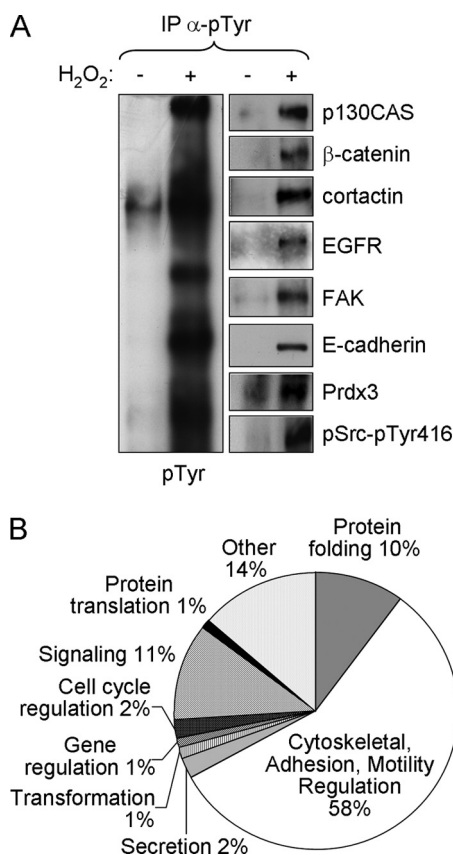 A
IP α-pTyr
H2O2: - + - +
p130CAS
β-catenin
cortactin
EGFR
FAK
E-cadherin
Prdx3
pSrc-pTyr416
pTyr
B
Protein
folding 10%
Other
14%
Protein
translation 1%
Signaling 11%
Cell cycle
regulation 2%
Gene
regulation 1%
Transformation
1%
Secretion 2%
Cytoskeletal,
Adhesion, Motility
Regulation
58%